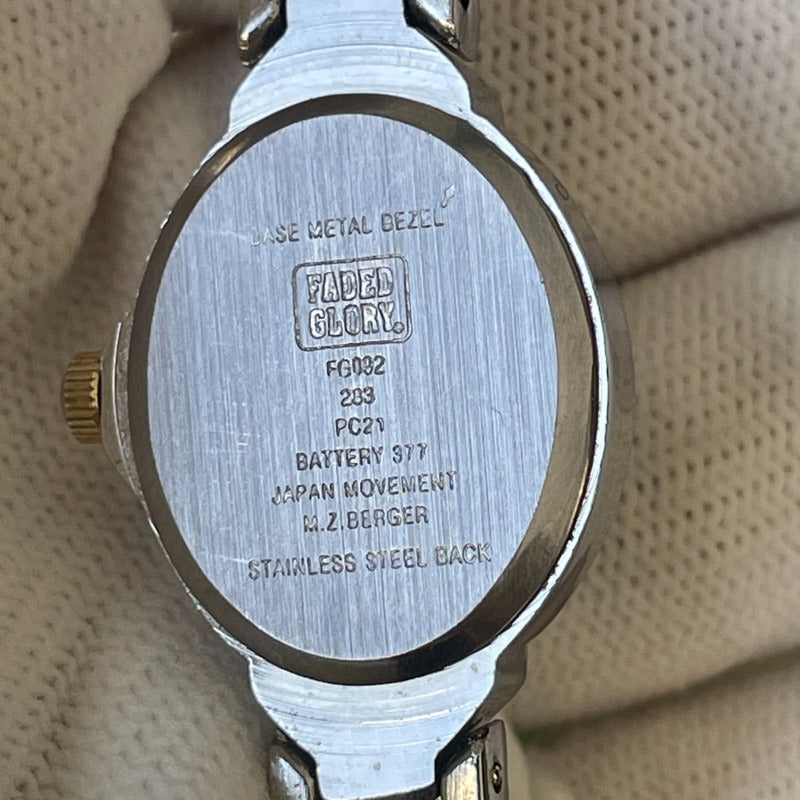 BASE METAL BEZEL
FADED
GLORY.
FG092
283
PC21
BATTERY 377
JAPAN MOVEMENT
M.Z.BERGER
STAINLESS STEEL BACK